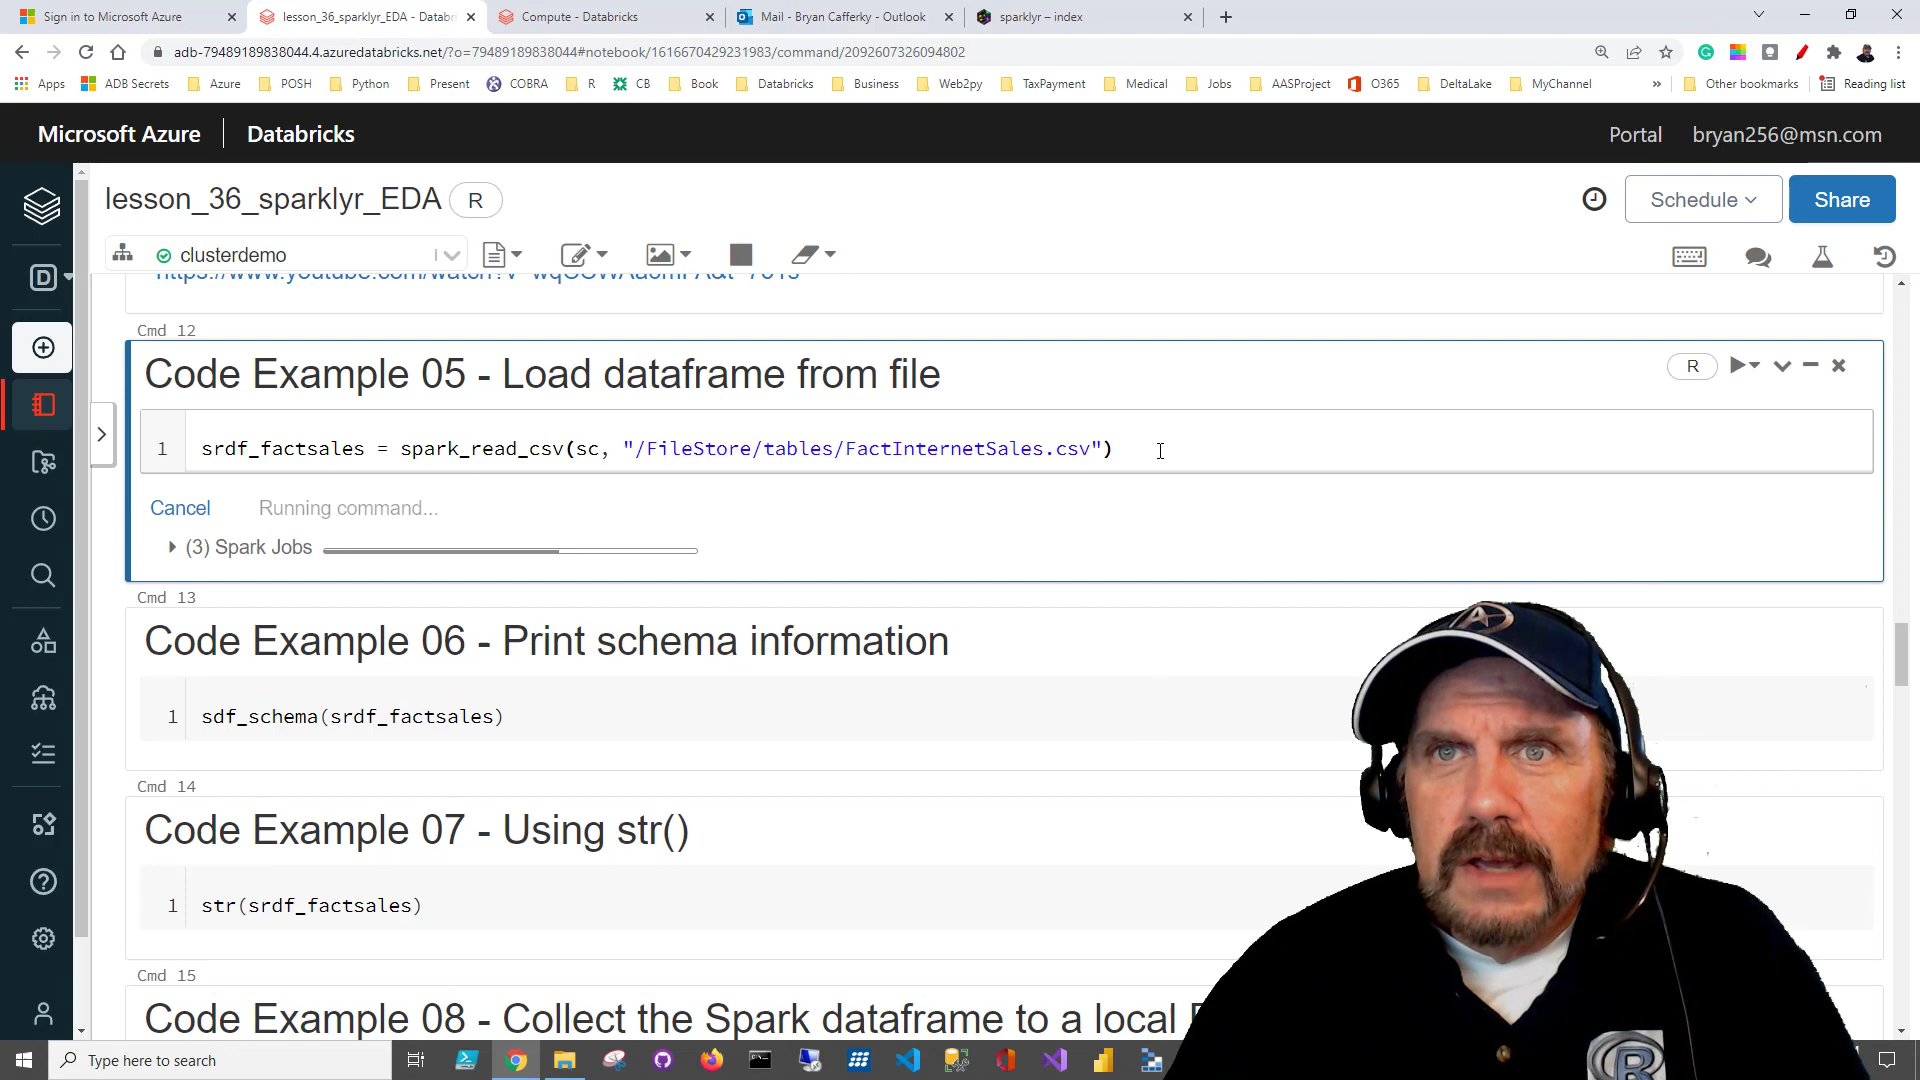 Sign in to Microsoft Azure
lesson_36_sparklyr_EDA - Databr
Compute - Databricks
Mail - Bryan Cafferky - Outlook
sparklyr – index
adb-79489189838044.4.azuredatabricks.net/?o=79489189838044#notebook/1616670429231983/command/2092607326094802
Apps
ADB Secrets
Azure
POSH
Python
Present
COBRA
R
CB
Book
Databricks
Business
Web2py
TaxPayment
Medical
Jobs
AASProject
O365
DeltaLake
MyChannel
Other bookmarks
Reading list
Microsoft Azure
Databricks
Portal
bryan256@msn.com
lesson_36_sparklyr_EDA
R
Schedule
Share
D
clusterdemo
Cmd 12
Code Example 05 - Load dataframe from file
R
1 srdf_factsales = spark_read_csv(sc, "/FileStore/tables/FactInternetSales.csv")
Cancel Running command...
(3) Spark Jobs
Cmd 13
Code Example 06 - Print schema information
1 sdf_schema(srdf_factsales)
Cmd 14
Code Example 07 - Using str()
1 str(srdf_factsales)
Cmd 15
Code Example 08 - Collect the Spark dataframe to a local
Type here to search
R